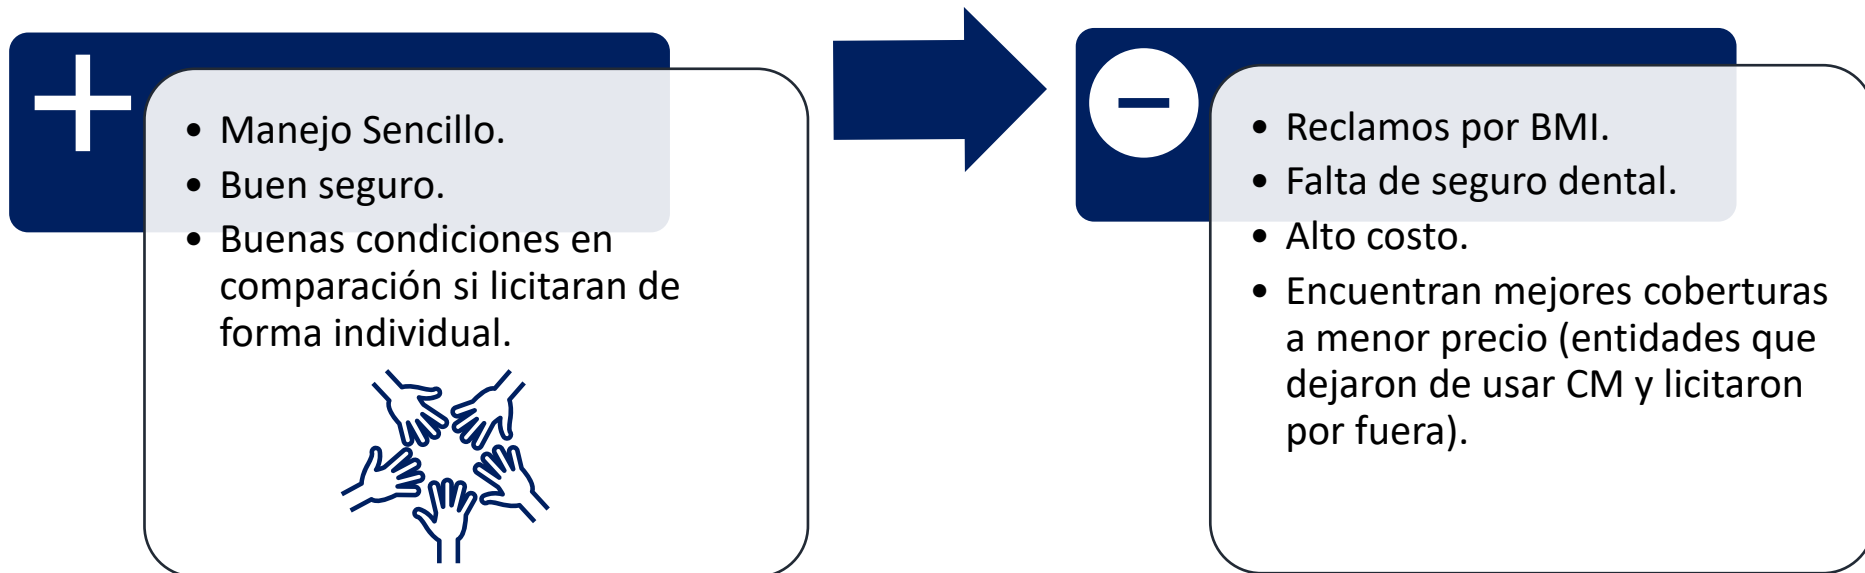 • Manejo Sencillo.
• Buen seguro.
• Buenas condiciones en
comparación si licitaran de
forma individual.
• Reclamos por BMI.
• Falta de seguro dental.
• Alto costo.
• Encuentran mejores coberturas
a menor precio (entidades que
dejaron de usar CM y licitaron
por fuera).